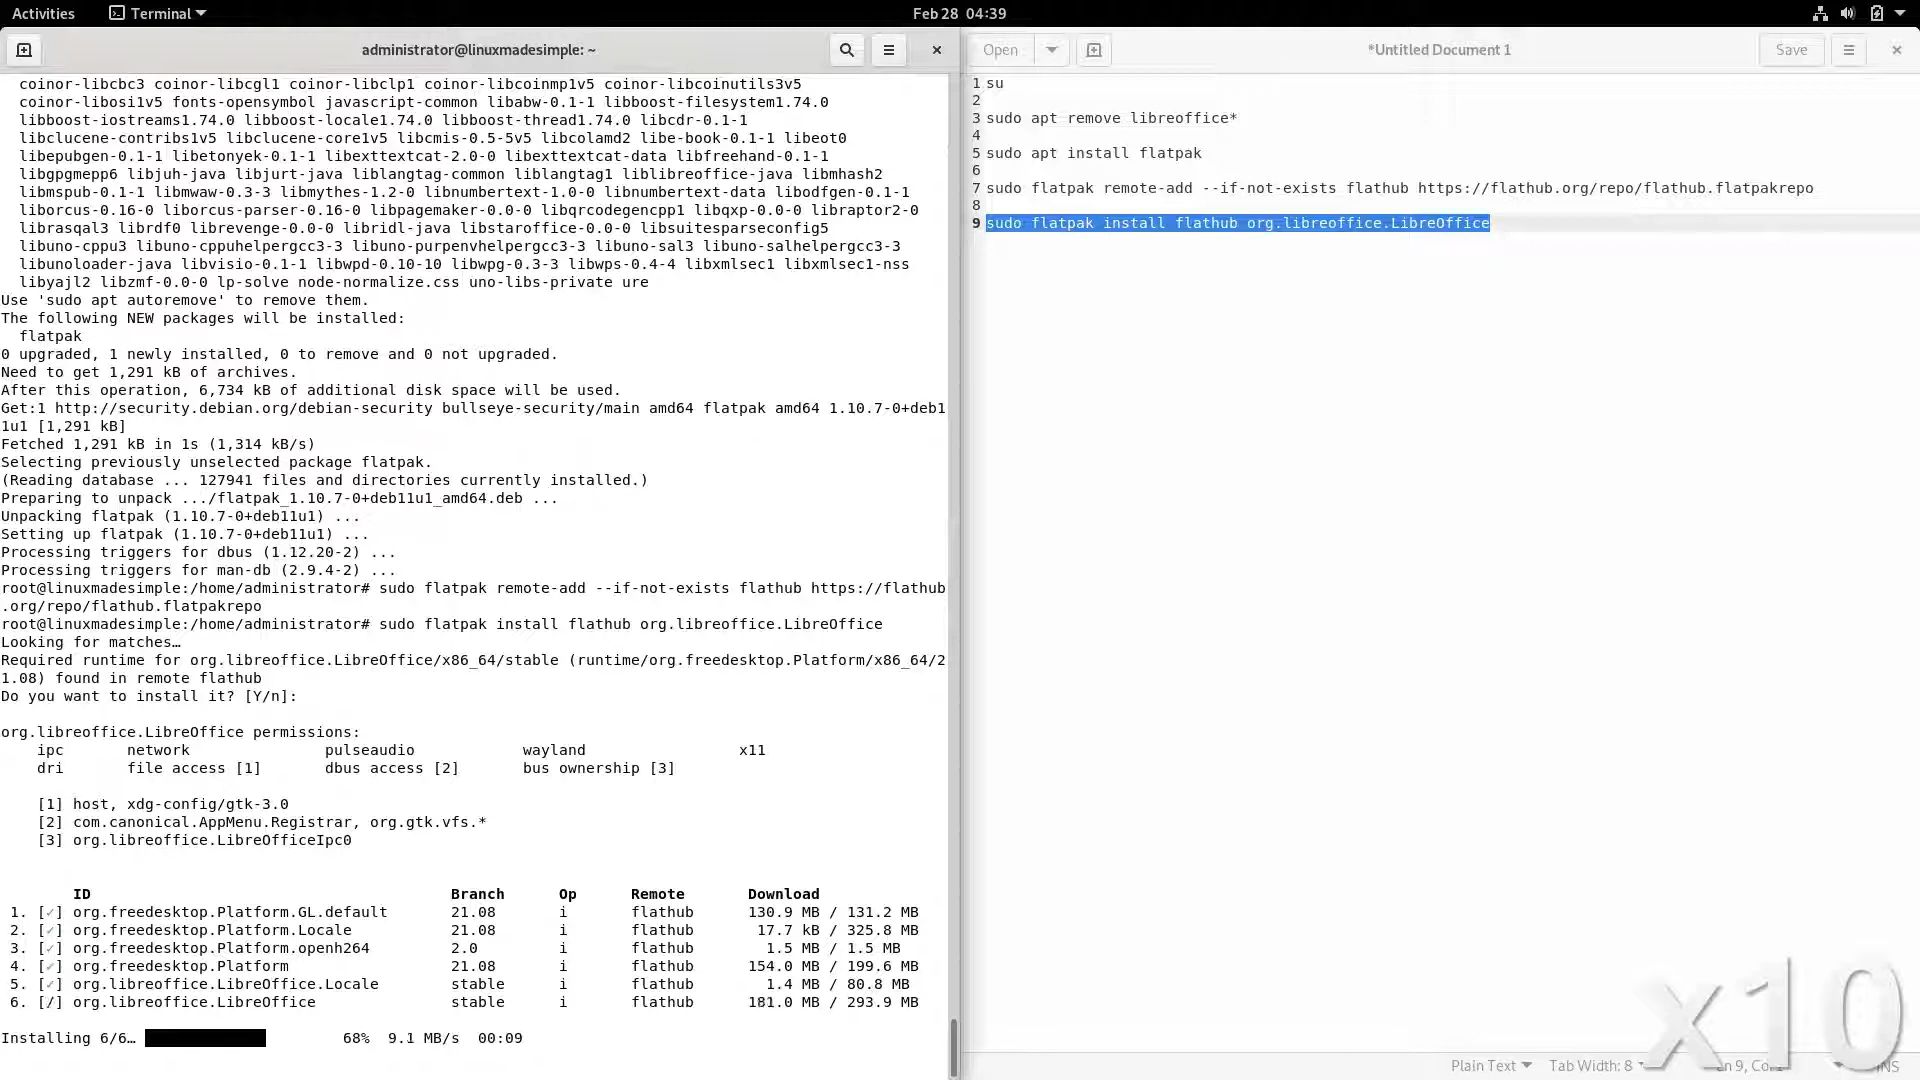 Activities
Terminal
Feb 28 04:39
administrator@linuxmadesimple: ~
coinor-libcbc3 coinor-libcgl1 coinor-libclp1 coinor-libcoinmp1v5 coinor-libcoinutils3v5
coinor-libosi1v5 fonts-opensymbol javascript-common libabw-0.1-1 libboost-filesystem1.74.0
libboost-iostreams1.74.0 libboost-locale1.74.0 libboost-thread1.74.0 libcdr-0.1-1
libclucene-contribs1v5 libclucene-core1v5 libcmis-0.5-5v5 libcolamd2 libe-book-0.1-1 libeot0
libepubgen-0.1-1 libetonyek-0.1-1 libexttextcat-2.0-0 libexttextcat-data libfreehand-0.1-1
libgpgmepp6 libjuh-java libjurt-java liblangtag-common liblangtag1 liblibreoffice-java libmhash2
libmspub-0.1-1 libmwaw-0.3-3 libmythes-1.2-0 libnumbertext-1.0-0 libnumbertext-data libodfgen-0.1-1
liborcus-0.16-0 liborcus-parser-0.16-0 libpagemaker-0.0-0 libqrcodegencpp1 libqxp-0.0-0 libraptor2-0
librasqal3 librdf0 librevenge-0.0-0 libridl-java libstaroffice-0.0-0 libsuitesparseconfig5
libuno-cppu3 libuno-cppuhelpergcc3-3 libuno-purpenvhelpergcc3-3 libuno-sal3 libuno-salhelpergcc3-3
libunoloader-java libvisio-0.1-1 libwpd-0.10-10 libwpg-0.3-3 libwps-0.4-4 libxmlsec1 libxmlsec1-nss
libyajl2 libzmf-0.0-0 lp-solve node-normalize.css uno-libs-private ure
Use 'sudo apt autoremove' to remove them.
The following NEW packages will be installed:
flatpak
0 upgraded, 1 newly installed, 0 to remove and 0 not upgraded.
Need to get 1,291 kB of archives.
After this operation, 6,734 kB of additional disk space will be used.
Get:1 http://security.debian.org/debian-security bullseye-security/main amd64 flatpak amd64 1.10.7-0+deb1
1u1 [1,291 kB]
Fetched 1,291 kB in 1s (1,314 kB/s)
Selecting previously unselected package flatpak.
(Reading database ... 127941 files and directories currently installed.)
Preparing to unpack .../flatpak_1.10.7-0+deb11u1_amd64.deb ...
Unpacking flatpak (1.10.7-0+deb11u1) ...
Setting up flatpak (1.10.7-0+deb11u1) ...
Processing triggers for dbus (1.12.20-2) ...
Processing triggers for man-db (2.9.4-2) ...
root@linuxmadesimple:/home/administrator# sudo flatpak remote-add --if-not-exists flathub https://flathub
.org/repo/flathub.flatpakrepo
root@linuxmadesimple:/home/administrator# sudo flatpak install flathub org.libreoffice.LibreOffice
Looking for matches…
Required runtime for org.libreoffice.LibreOffice/x86_64/stable (runtime/org.freedesktop.Platform/x86_64/2
1.08) found in remote flathub
Do you want to install it? [Y/n]:
org.libreoffice.LibreOffice permissions:
ipc network pulseaudio wayland x11
dri file access [1] dbus access [2] bus ownership [3]
[1] host, xdg-config/gtk-3.0
[2] com.canonical.AppMenu.Registrar, org.gtk.vfs.*
[3] org.libreoffice.LibreOfficeIpc0
ID Branch Op Remote Download
1. [✓] org.freedesktop.Platform.GL.default 21.08 i flathub 130.9 MB / 131.2 MB
2. [✓] org.freedesktop.Platform.Locale 21.08 i flathub 17.7 kB / 325.8 MB
3. [✓] org.freedesktop.Platform.openh264 2.0 i flathub 1.5 MB / 1.5 MB
4. [✓] org.freedesktop.Platform 21.08 i flathub 154.0 MB / 199.6 MB
5. [✓] org.libreoffice.LibreOffice.Locale stable i flathub 1.4 MB / 80.8 MB
6. [/] org.libreoffice.LibreOffice stable i flathub 181.0 MB / 293.9 MB
Installing 6/6… 68% 9.1 MB/s 00:09
Open
*Untitled Document 1
Save
1 su
2
3 sudo apt remove libreoffice*
4
5 sudo apt install flatpak
6
7 sudo flatpak remote-add --if-not-exists flathub https://flathub.org/repo/flathub.flatpakrepo
8
9 sudo flatpak install flathub org.libreoffice.LibreOffice
x10
Plain Text Tab Width: 8